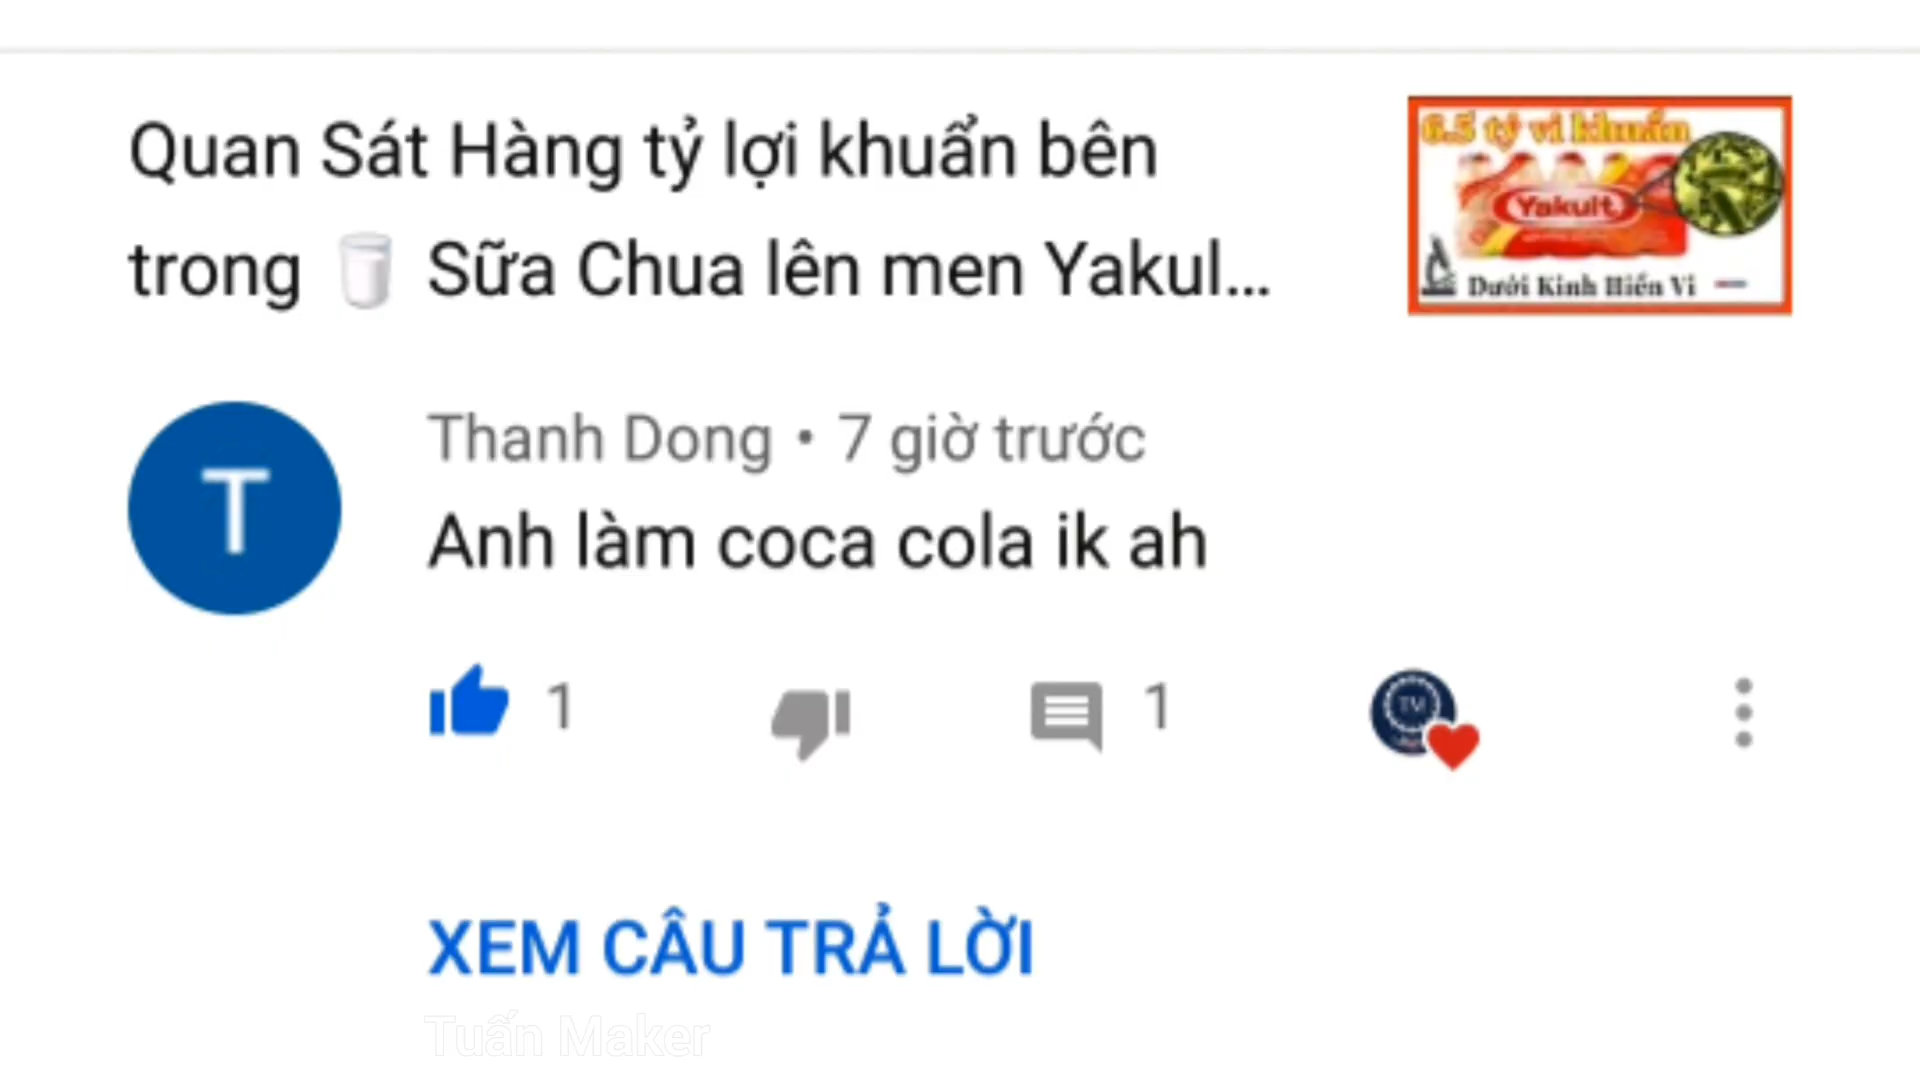 Quan Sát Hàng tỷ lợi khuẩn bên
trong 🥛 Sữa Chua lên men Yakul...
6.5 tỷ vi khuẩn
Yakult
Dưới Kinh Hiển Vi
T
Thanh Dong • 7 giờ trước
Anh làm coca cola ik ah
1
1
TM
XEM CÂU TRẢ LỜI
Tuấn Maker